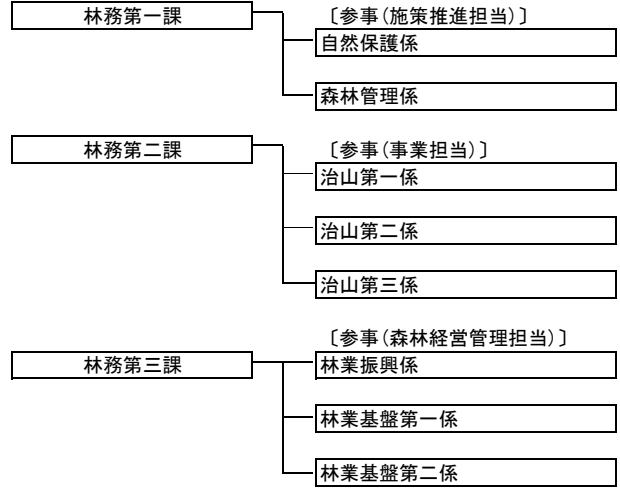 林務第一課
〔参事(施策推進担当)〕
自然保護係
森林管理係
林務第二課
〔参事(事業担当)〕
治山第一係
治山第二係
治山第三係
〔参事(森林経営管理担当)〕
林務第三課
林業振興係
林業基盤第一係
林業基盤第二係